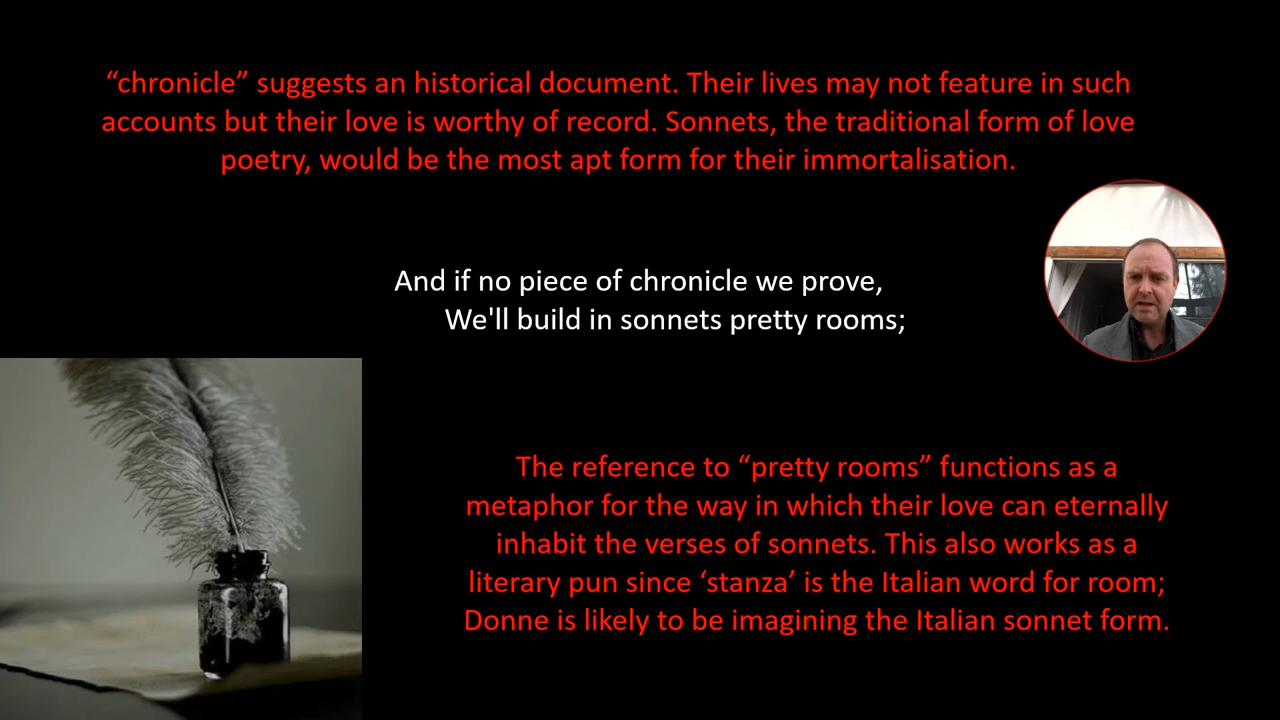 “chronicle” suggests an historical document. Their lives may not feature in such
accounts but their love is worthy of record. Sonnets, the traditional form of love
poetry, would be the most apt form for their immortalisation.
And if no piece of chronicle we prove,
We'll build in sonnets pretty rooms;
The reference to “pretty rooms” functions as a
metaphor for the way in which their love can eternally
inhabit the verses of sonnets. This also works as a
literary pun since ‘stanza’ is the Italian word for room;
Donne is likely to be imagining the Italian sonnet form.